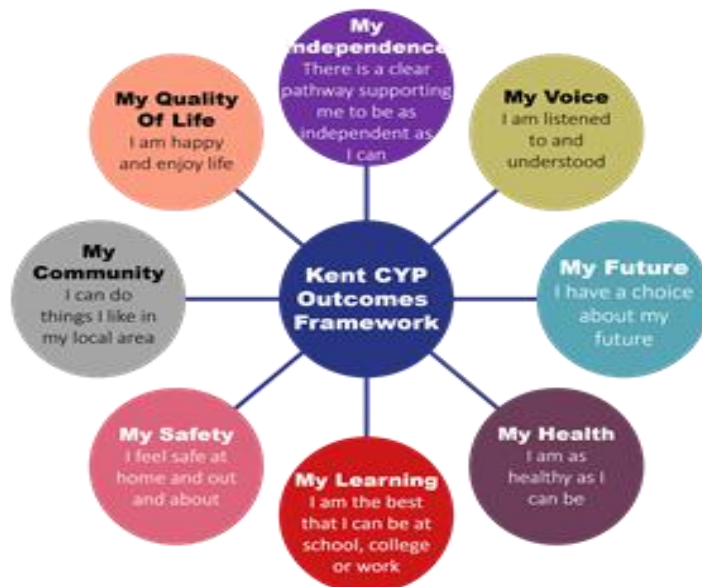 My
Independence
There is a clear
pathway supporting
me to be as
independent as
I can
My Voice
I am listened
to and
understood
My Future
I have a choice
about my
future
My Health
I am as
healthy as I
can be
My Learning
I am the best
that I can be at
school, college
or work
My Safety
I feel safe at
home and out
and about
My
Community
I can do
things I like in
my local area
My Quality
Of Life
I am happy
and enjoy life
Kent CYP
Outcomes
Framework